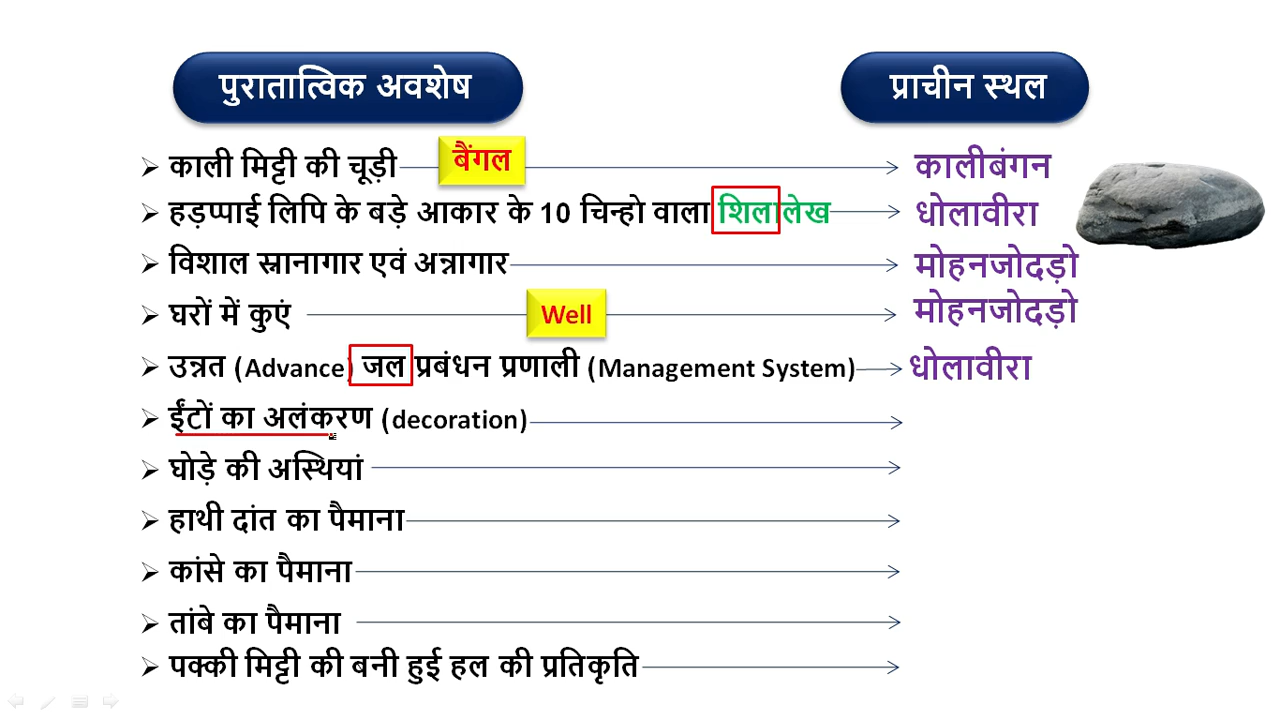 पुरातात्विक अवशेष प्राचीन स्थल
➢ काली मिट्टी की चूड़ी बैंगल कालीबंगन
➢ हड़प्पाई लिपि के बड़े आकार के 10 चिन्हो वाला शिलालेख धोलावीरा
➢ विशाल स्नानागार एवं अन्नागार मोहनजोदड़ो
➢ घरों में कुएं Well मोहनजोदड़ो
➢ उन्नत (Advance) जल प्रबंधन प्रणाली (Management System) धोलावीरा
➢ ईंटों का अलंकरण (decoration)
➢ घोड़े की अस्थियां
➢ हाथी दांत का पैमाना
➢ कांसे का पैमाना
➢ तांबे का पैमाना
➢ पक्की मिट्टी की बनी हुई हल की प्रतिकृति